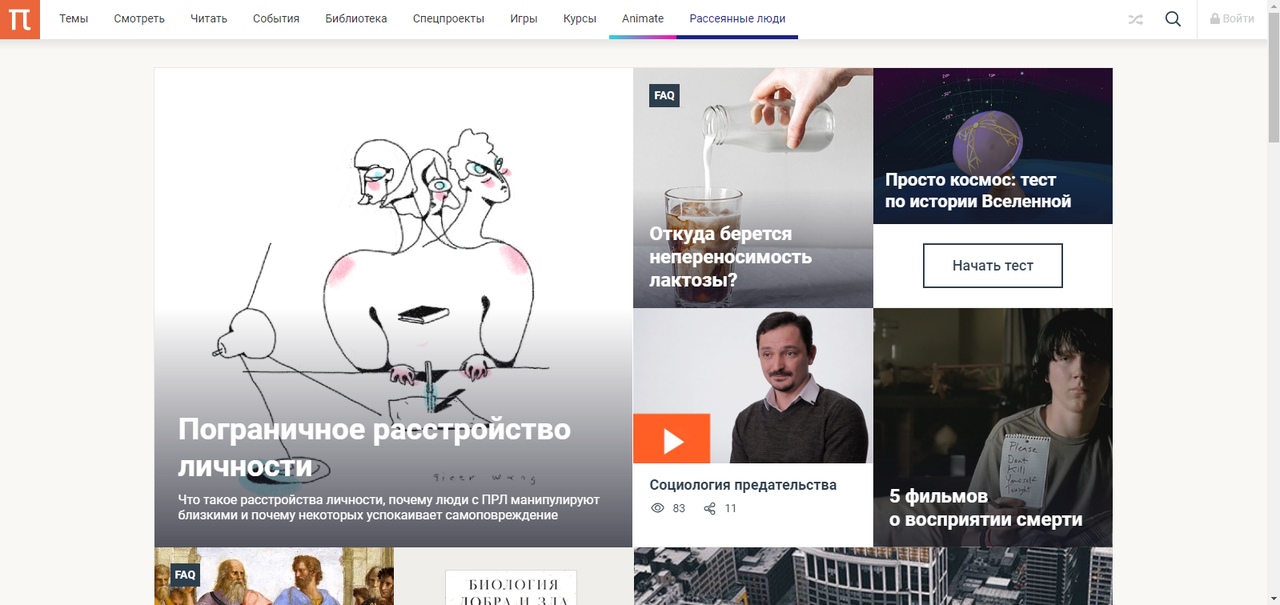 Темы
Смотреть
Читать
События
Библиотека
Спецпроекты
Игры
Курсы
Animate
Рассеянные люди
Войти
Пограничное расстройство
личности
Что такое расстройства личности, почему люди с ПРЛ манипулируют
близкими и почему некоторых успокаивает самоповреждение
FAQ
Откуда берется
непереносимость
лактозы?
Просто космос: тест
по истории Вселенной
Начать тест
Социология предательства
83
11
Please
Dont
Kill
Yourself
Tonight
5 фильмов
о восприятии смерти
FAQ
БИОЛОГИЯ
ДОБРА И ЗЛА